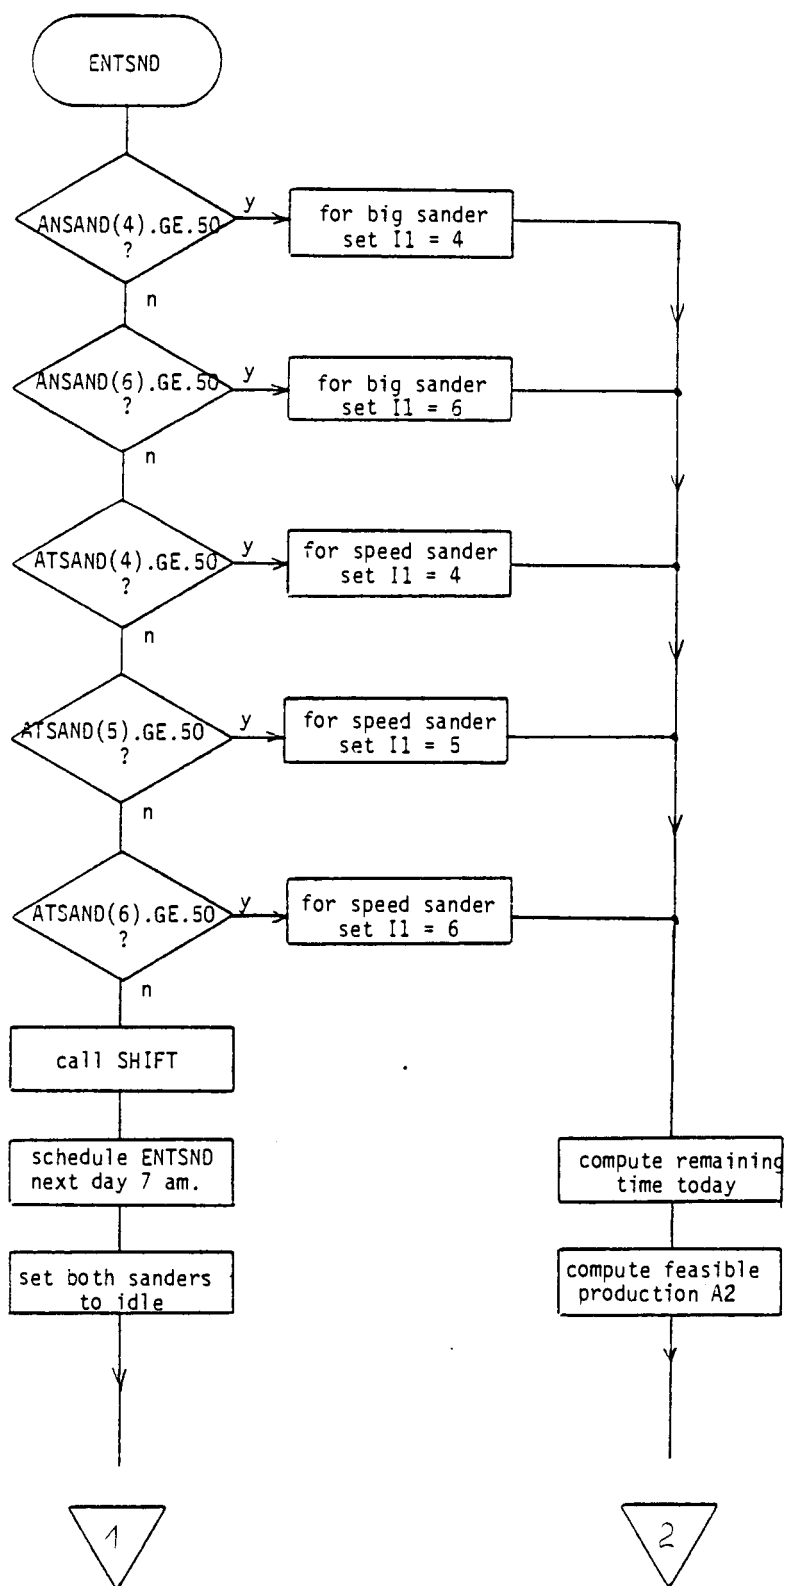 ENTSND
ANSAND(4).GE.50
?
y
for big sander
set I1 = 4
n
ANSAND(6).GE.50
?
y
for big sander
set I1 = 6
n
ATSAND(4).GE.50
?
y
for speed sander
set I1 = 4
n
ATSAND(5).GE.50
?
y
for speed sander
set I1 = 5
n
ATSAND(6).GE.50
?
y
for speed sander
set I1 = 6
n
call SHIFT
schedule ENTSND
next day 7 am.
set both sanders
to idle
1
compute remaining
time today
compute feasible
production A2
2